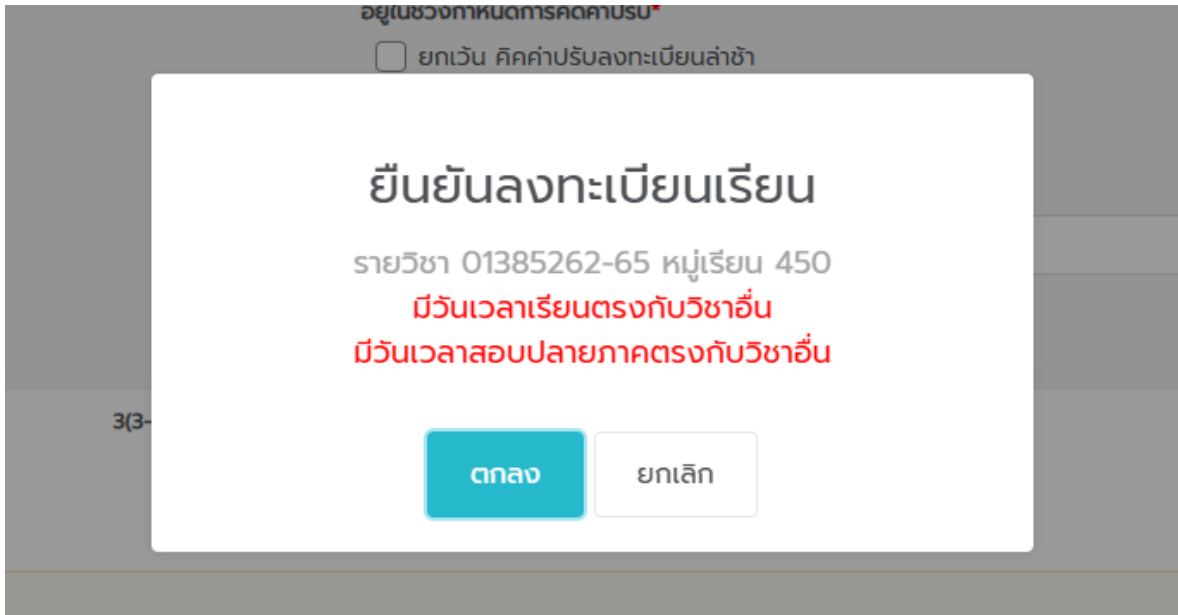 อยู่ในช่วงกำหนดการคิดค่าปรับ*
ยกเว้น คิคค่าปรับลงทะเบียนล่าช้า
ยืนยันลงทะเบียนเรียน
รายวิชา 01385262-65 หมู่เรียน 450
มีวันเวลาเรียนตรงกับวิชาอื่น
มีวันเวลาสอบปลายภาคตรงกับวิชาอื่น
3(3-
ตกลง
ยกเลิก